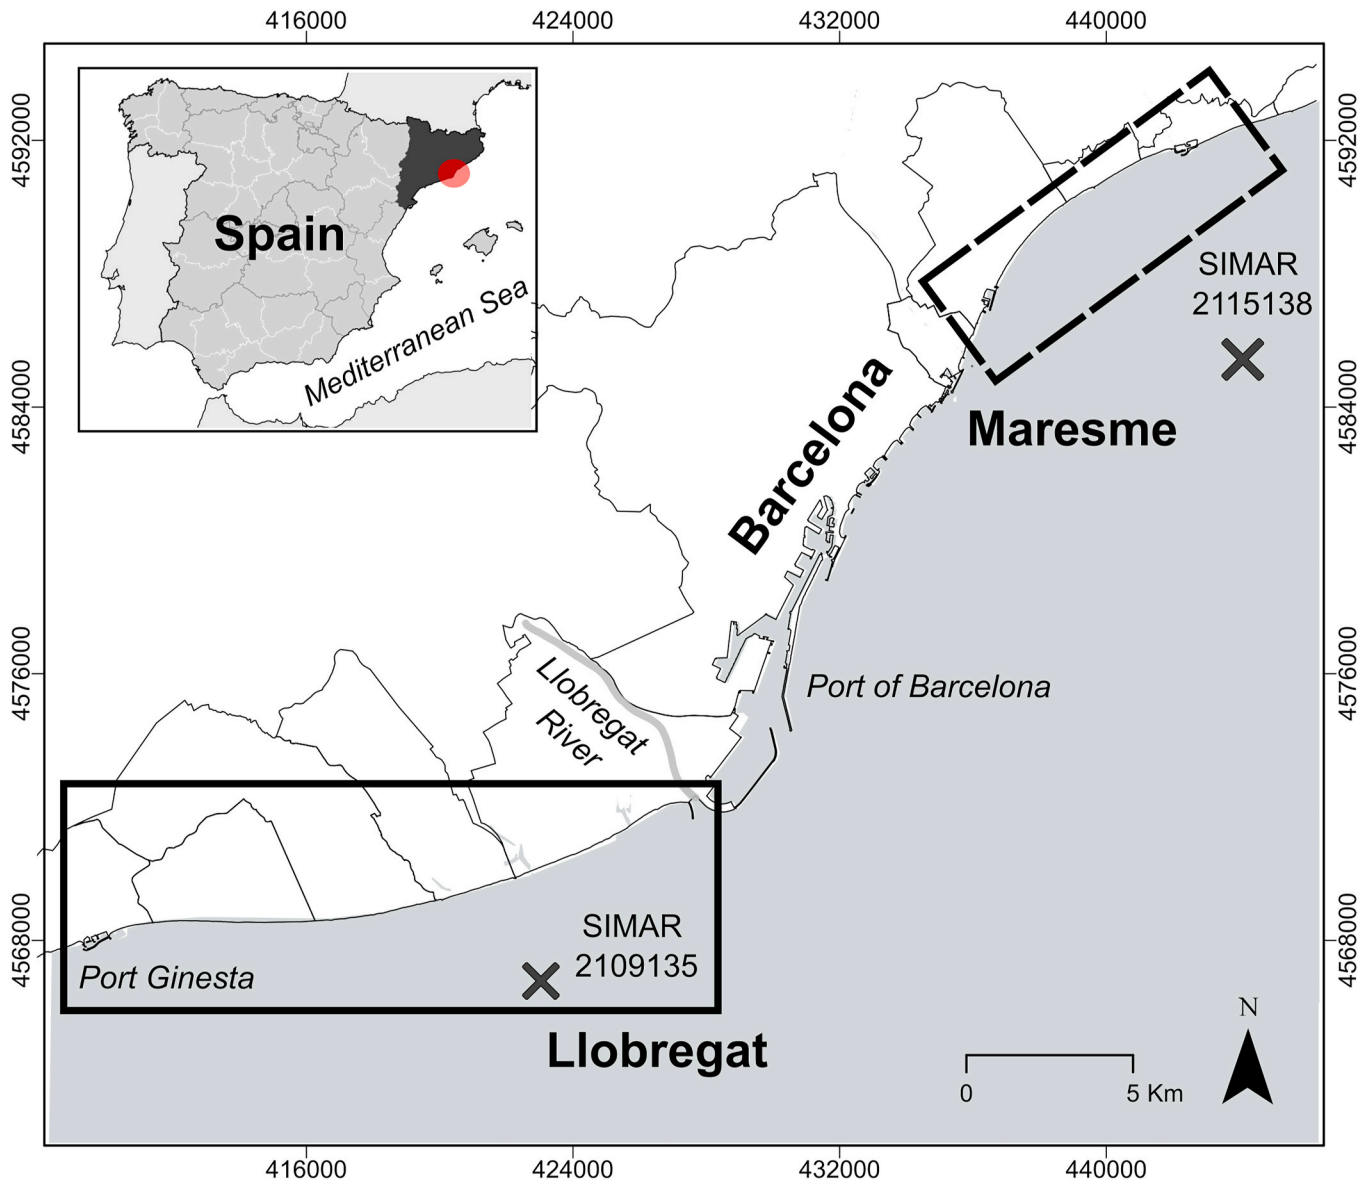 416000 424000 432000 440000
4592000
4592000
Spain
Mediterranean Sea
SIMAR
2115138
4584000
4584000
Barcelona
Maresme
4576000
4576000
Llobregat
River
Port of Barcelona
4568000
4568000
SIMAR
2109135
Port Ginesta
Llobregat
N
0 5 Km
416000 424000 432000 440000